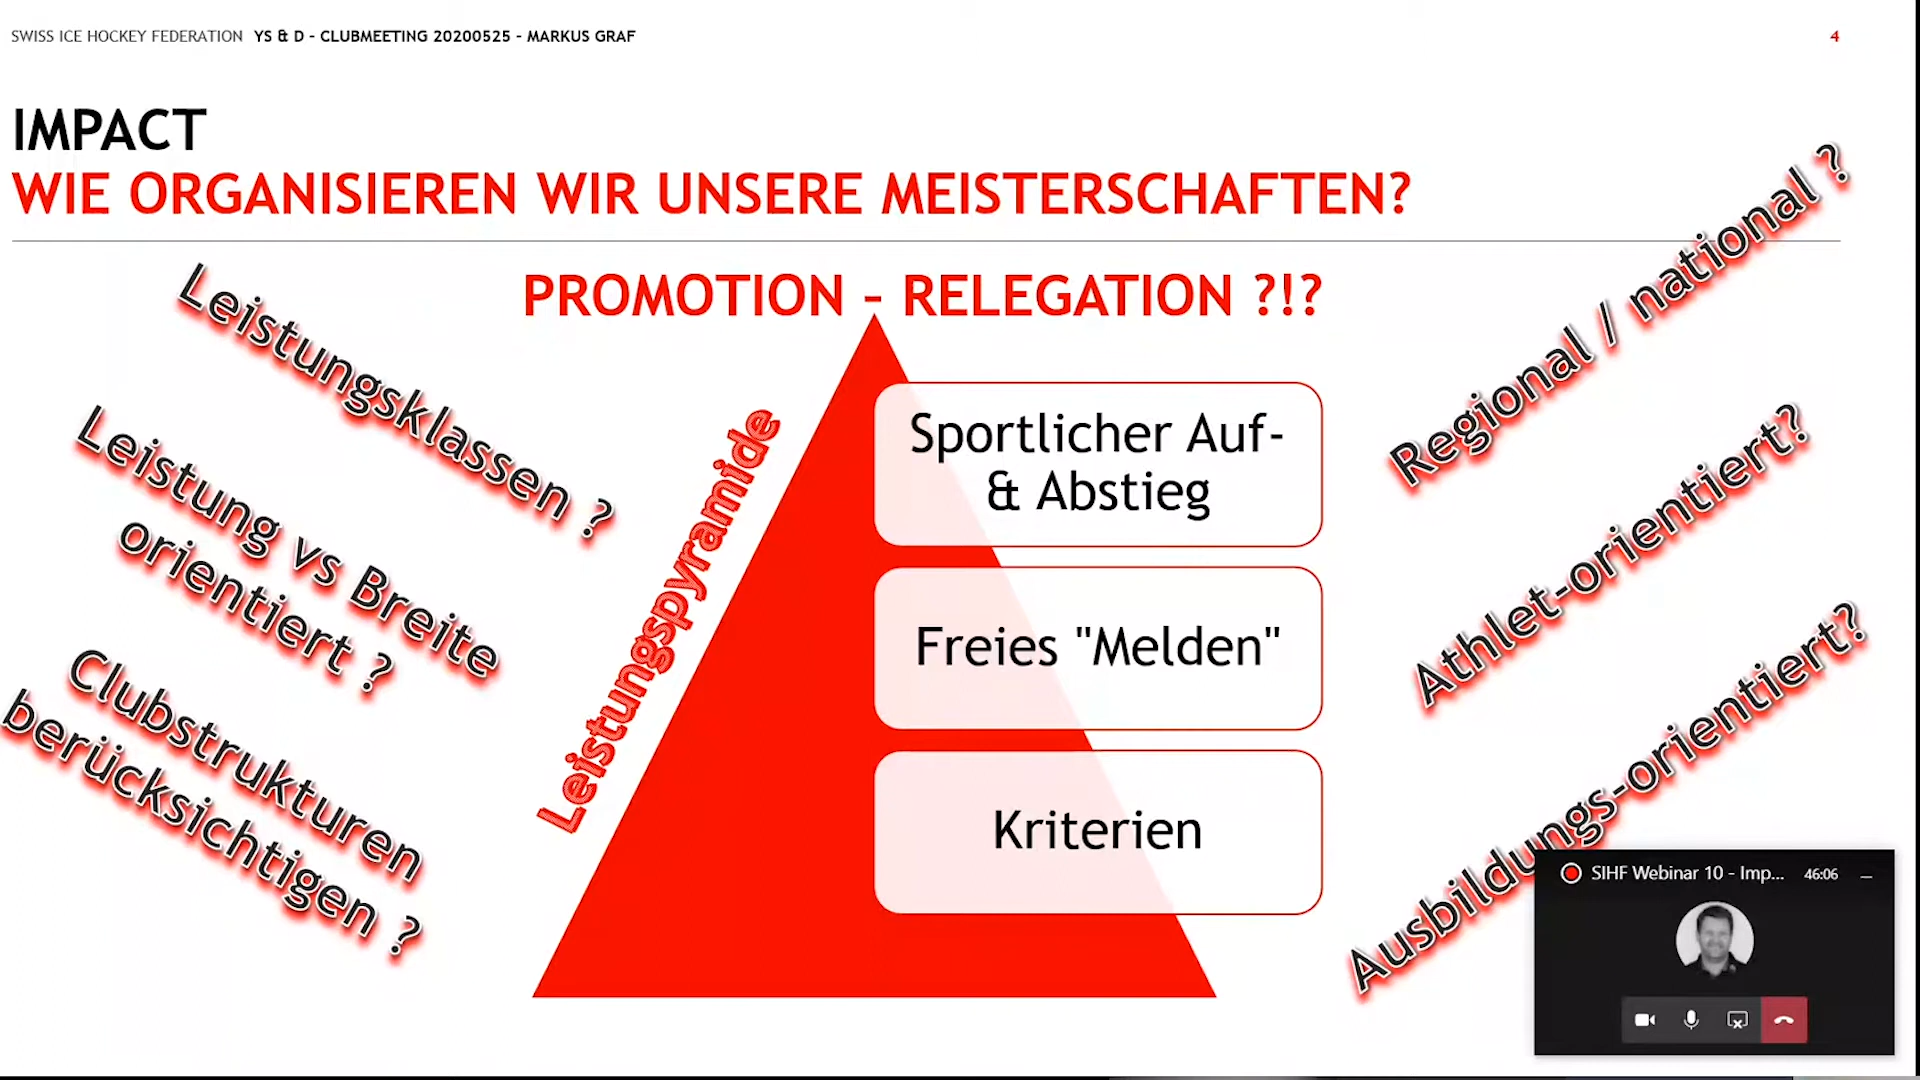 SWISS ICE HOCKEY FEDERATION YS & D - CLUBMEETING 20200525 - MARKUS GRAF
4
IMPACT
WIE ORGANISIEREN WIR UNSERE MEISTERSCHAFTEN?
PROMOTION - RELEGATION ?!?
Leistungsklassen ?
Leistung vs Breite
orientiert ?
Clubstrukturen
berücksichtigen ?
Leistungspyramide
Sportlicher Auf-
& Abstieg
Freies "Melden"
Kriterien
Regional / national ?
Athlet-orientiert?
Ausbildungs-orientiert?
SIHF Webinar 10 - Imp... 46:06